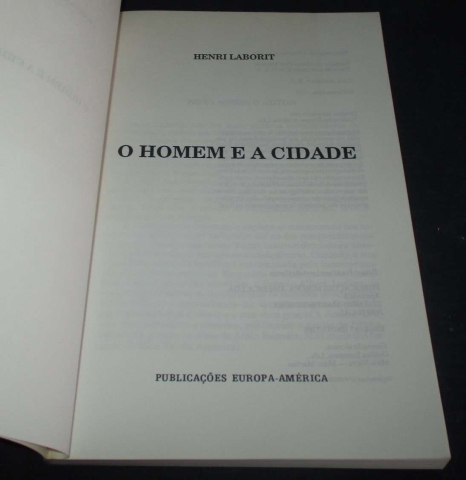 HENRI LABORIT
O HOMEM E A CIDADE
PUBLICAÇÕES EUROPA-AMÉRICA